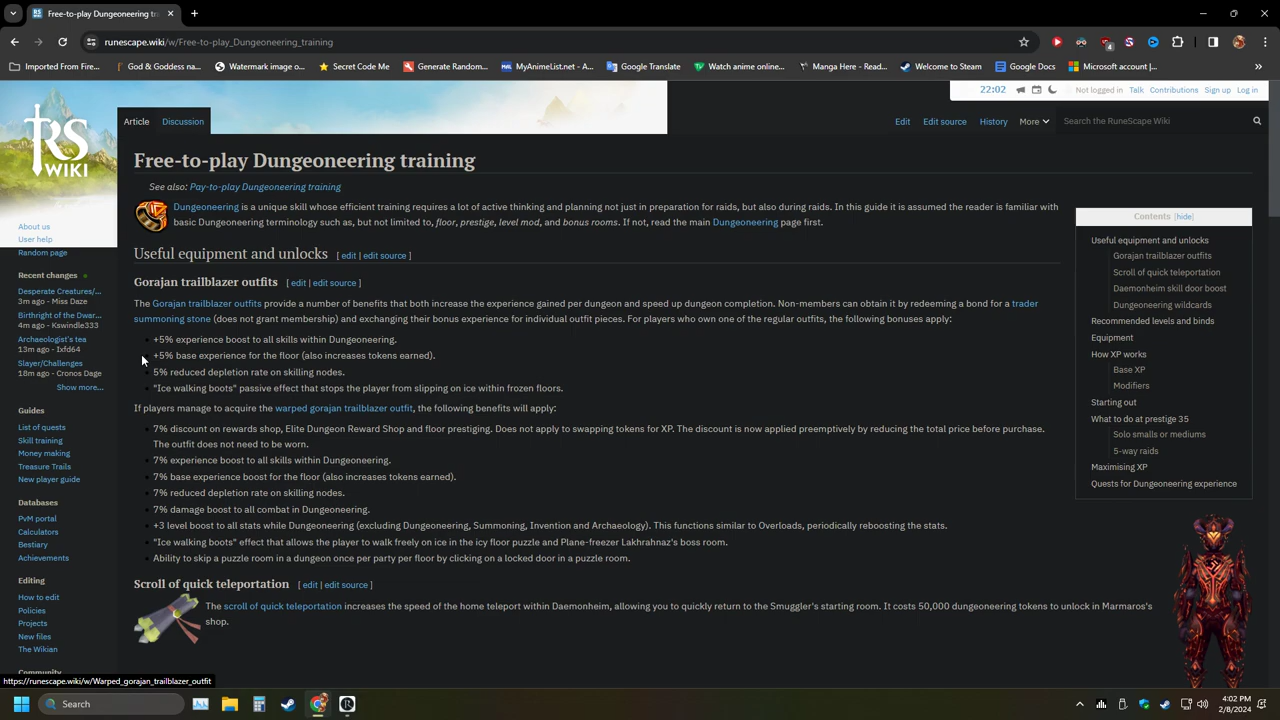 Free-to-play Dungeoneering training
runescape.wiki/w/Free-to-play_Dungeoneering_training
4
Imported From Fire...
God & Goddess na...
Watermark image o...
Secret Code Me
Generate Random...
MyAnimeList.net - A...
Google Translate
Watch anime online...
Manga Here - Read...
Welcome to Steam
Google Docs
Microsoft account |...
22:02
Not logged in
Talk
Contributions
Sign up
Log in
RS
WIKI
Article
Discussion
Edit
Edit source
History
More
Search the RuneScape Wiki
Free-to-play Dungeoneering training
See also: Pay-to-play Dungeoneering training
Dungeoneering is a unique skill whose efficient training requires a lot of active thinking and planning not just in preparation for raids, but also during raids. In this guide it is assumed the reader is familiar with
basic Dungeoneering terminology such as, but not limited to, floor, prestige, level mod, and bonus rooms. If not, read the main Dungeoneering page first.
Useful equipment and unlocks [ edit | edit source ]
Gorajan trailblazer outfits [ edit | edit source ]
The Gorajan trailblazer outfits provide a number of benefits that both increase the experience gained per dungeon and speed up dungeon completion. Non-members can obtain it by redeeming a bond for a trader
summoning stone (does not grant membership) and exchanging their bonus experience for individual outfit pieces. For players who own one of the regular outfits, the following bonuses apply:
+5% experience boost to all skills within Dungeoneering.
+5% base experience for the floor (also increases tokens earned).
5% reduced depletion rate on skilling nodes.
"Ice walking boots" passive effect that stops the player from slipping on ice within frozen floors.
If players manage to acquire the warped gorajan trailblazer outfit, the following benefits will apply:
7% discount on rewards shop, Elite Dungeon Reward Shop and floor prestiging. Does not apply to swapping tokens for XP. The discount is now applied preemptively by reducing the total price before purchase.
The outfit does not need to be worn.
7% experience boost to all skills within Dungeoneering.
7% base experience boost for the floor (also increases tokens earned).
7% reduced depletion rate on skilling nodes.
7% damage boost to all combat in Dungeoneering.
+3 level boost to all stats while Dungeoneering (excluding Dungeoneering, Summoning, Invention and Archaeology). This functions similar to Overloads, periodically reboosting the stats.
"Ice walking boots" effect that allows the player to walk freely on ice in the icy floor puzzle and Plane-freezer Lakhrahnaz's boss room.
Ability to skip a puzzle room in a dungeon once per party per floor by clicking on a locked door in a puzzle room.
Scroll of quick teleportation [ edit | edit source ]
The scroll of quick teleportation increases the speed of the home teleport within Daemonheim, allowing you to quickly return to the Smuggler's starting room. It costs 50,000 dungeoneering tokens to unlock in Marmaros's
shop.
Contents [hide]
Useful equipment and unlocks
Gorajan trailblazer outfits
Scroll of quick teleportation
Daemonheim skill door boost
Dungeoneering wildcards
Recommended levels and binds
Equipment
How XP works
Base XP
Modifiers
Starting out
What to do at prestige 35
Solo smalls or mediums
5-way raids
Maximising XP
Quests for Dungeoneering experience
About us
User help
Random page
Recent changes
Desperate Creatures/...
3m ago - Miss Daze
Birthright of the Dwar...
4m ago - Kswindle333
Archaeologist's tea
13m ago - Ixfd64
Slayer/Challenges
18m ago - Cronos Dage
Show more...
Guides
List of quests
Skill training
Money making
Treasure Trails
New player guide
Databases
PvM portal
Calculators
Bestiary
Achievements
Editing
How to edit
Policies
Projects
New files
The Wikian
Community
https://runescape.wiki/w/Warped_gorajan_trailblazer_outfit
Search
4:02 PM
2/8/2024